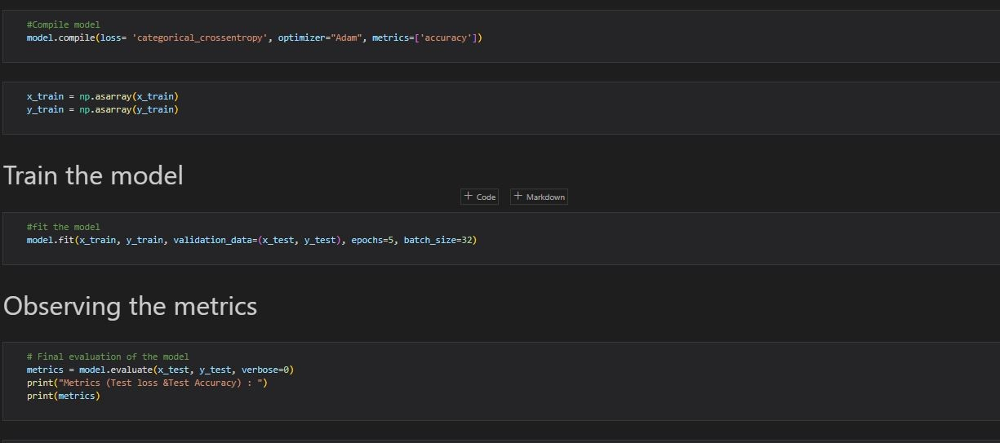 #Compile model
model.compile(loss= 'categorical_crossentropy', optimizer="Adam", metrics=['accuracy'])
x_train = np.asarray(x_train)
y_train = np.asarray(y_train)
Train the model
+ Code + Markdown
#fit the model
model.fit(x_train, y_train, validation_data=(x_test, y_test), epochs=5, batch_size=32)
Observing the metrics
# Final evaluation of the model
metrics = model.evaluate(x_test, y_test, verbose=0)
print("Metrics (Test loss &Test Accuracy) : ")
print(metrics)